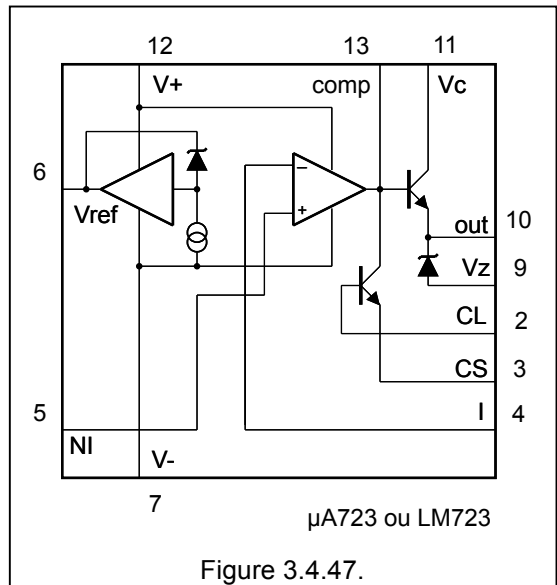 12 13 11
V+ comp Vc
6
Vref
out 10
Vz 9
CL 2
CS 3
5 I 4
NI
V-
7
µA723 ou LM723
Figure 3.4.47.